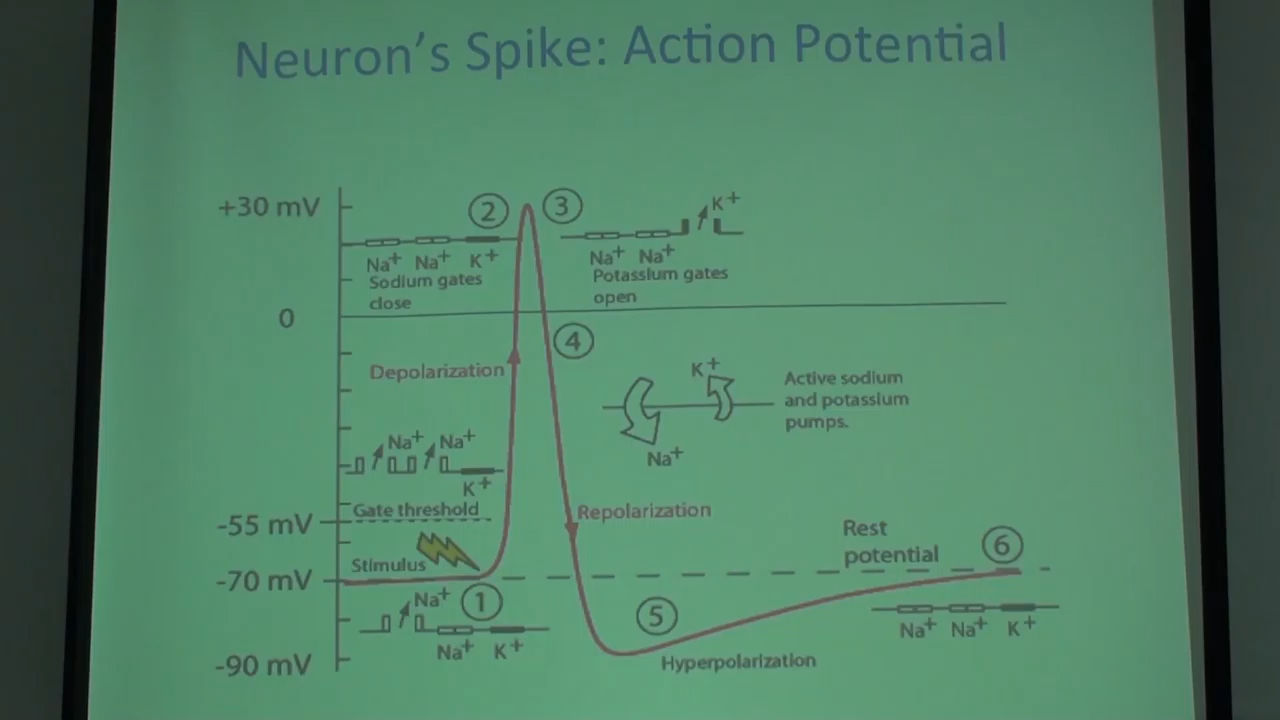 Neuron's Spike: Action Potential
+30 mV
2
3
K+
Na+ Na+ K+
Na+ Na+
Sodium gates
close
Potassium gates
open
0
4
Depolarization
K+
Active sodium
and potassium
pumps.
Na+
Na+ Na+
K+
Gate threshold
-55 mV
Repolarization
Rest
potential
6
Stimulus
-70 mV
Na+
1
5
Na+ K+
Na+ Na+ K+
-90 mV
Hyperpolarization